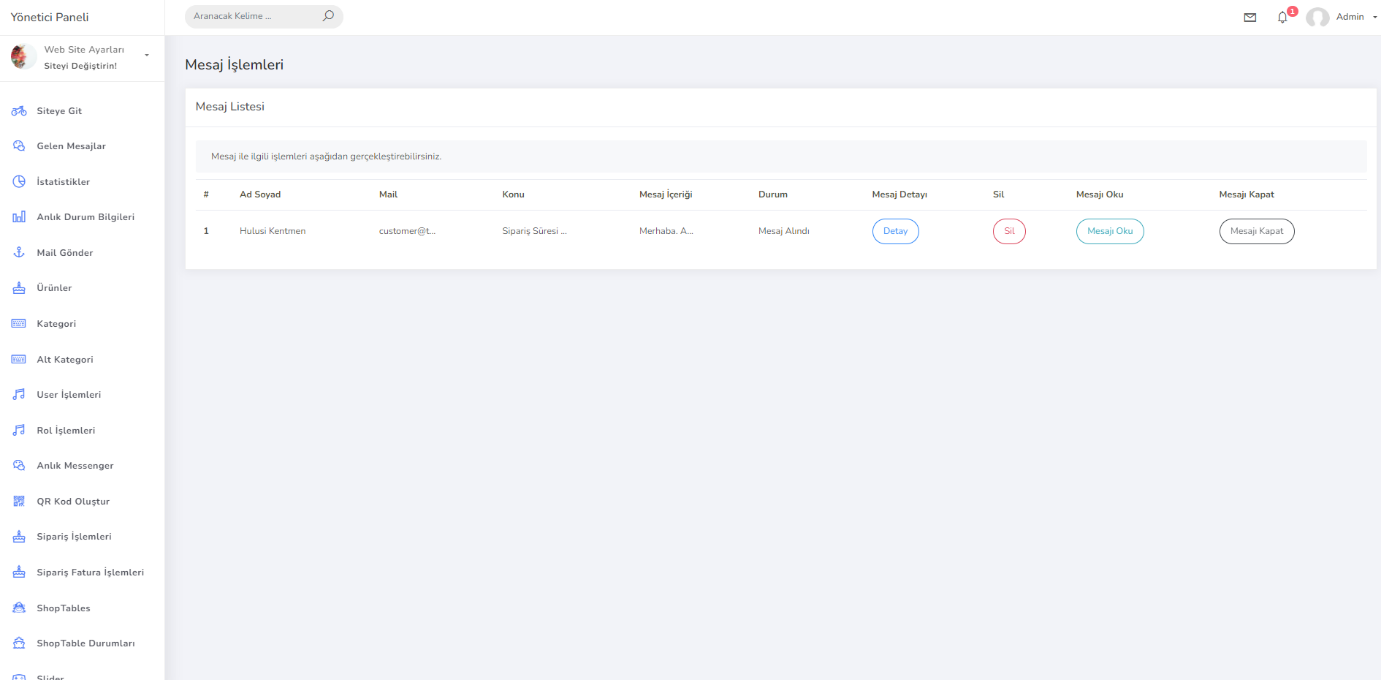 Yönetici Paneli
Aranacak Kelime ...
1
Admin
Web Site Ayarları
Siteyi Değiştirin!
Siteye Git
Gelen Mesajlar
İstatistikler
Anlık Durum Bilgileri
Mail Gönder
Ürünler
Kategori
Alt Kategori
User İşlemleri
Rol İşlemleri
Anlık Messenger
QR Kod Oluştur
Sipariş İşlemleri
Sipariş Fatura İşlemleri
ShopTables
ShopTable Durumları
Slider
Mesaj İşlemleri
Mesaj Listesi
Mesaj ile ilgili işlemleri aşağıdan gerçekleştirebilirsiniz.
# Ad Soyad Mail Konu Mesaj İçeriği Durum Mesaj Detayı Sil Mesajı Oku Mesajı Kapat
1 Hulusi Kentmen customer@t... Sipariş Süresi ... Merhaba. A... Mesaj Alındı Detay Sil Mesajı Oku Mesajı Kapat